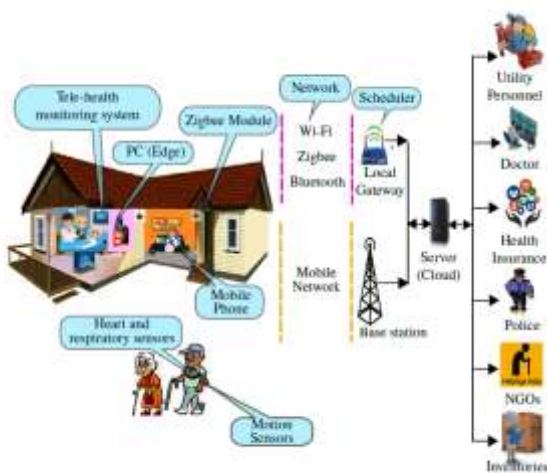 Tele-health
monitoring system
PC (Edge)
Zigbee Module
Network
Wi-Fi
Zigbee
Bluetooth
Scheduler
Local
Gateway
Mobile
Network
Base station
Mobile
Phone
Heart and
respiratory sensors
Motion
Sensors
Server
(Cloud)
Utility
Personnel
Doctor
Health
Insurance
Police
NGOs
Inventories